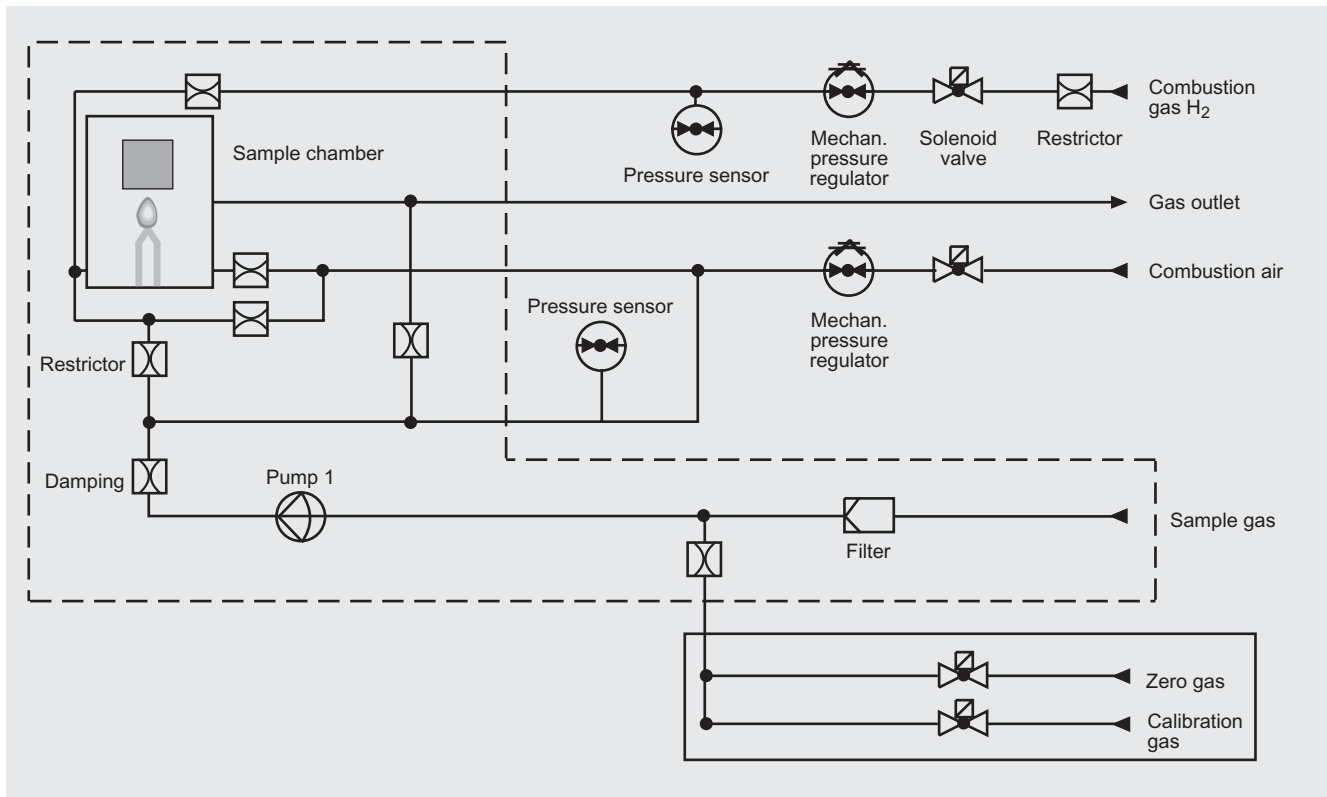 Combustion
gas H2
Sample chamber
Pressure sensor
Mechan.
pressure
regulator
Solenoid
valve
Restrictor
Gas outlet
Combustion air
Pressure sensor
Mechan.
pressure
regulator
Restrictor
Damping
Pump 1
Filter
Sample gas
Zero gas
Calibration
gas